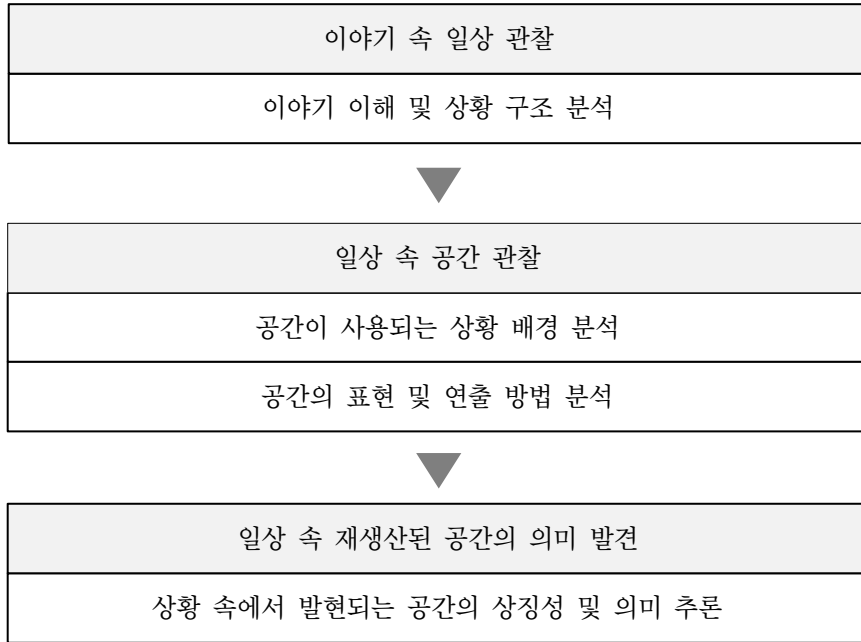 이야기 속 일상 관찰
이야기 이해 및 상황 구조 분석
일상 속 공간 관찰
공간이 사용되는 상황 배경 분석
공간의 표현 및 연출 방법 분석
일상 속 재생산된 공간의 의미 발견
상황 속에서 발현되는 공간의 상징성 및 의미 추론